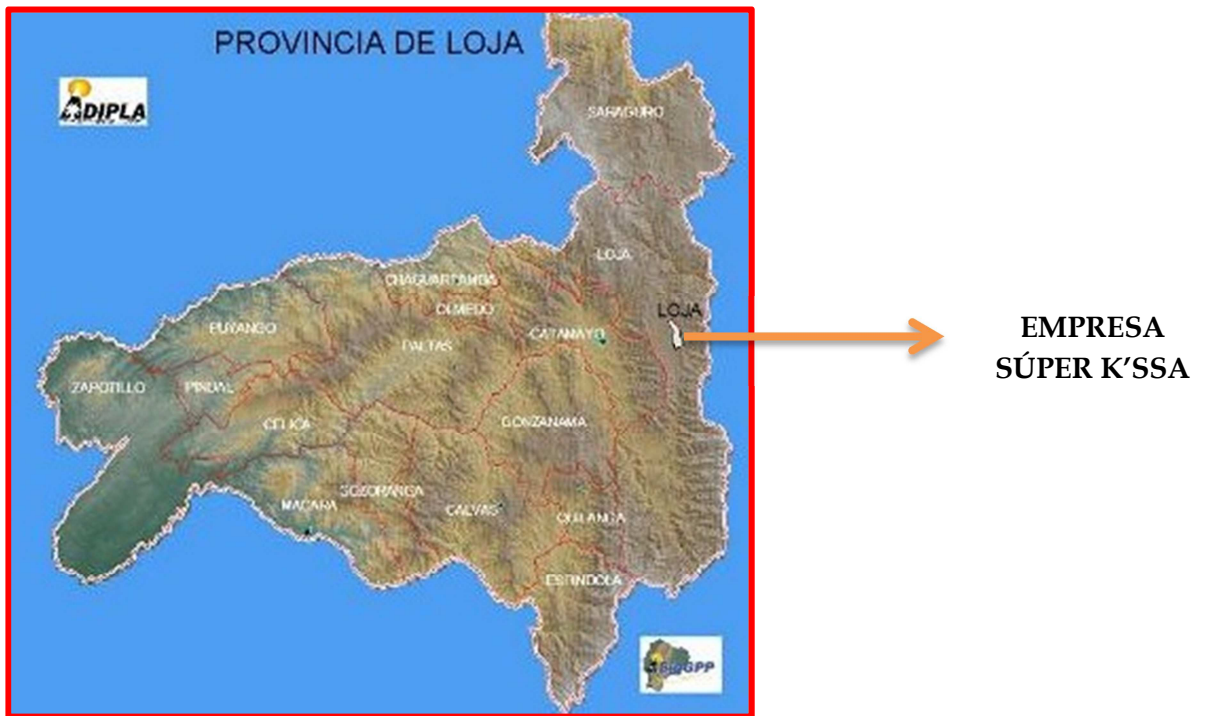 PROVINCIA DE LOJA
ADIPLA
SARAGURO
LOJA
CHAGUARPAMBA
OLMEDO
LOJA
PUYANGO
CATAMAYO
PALTAS
EMPRESA
SÚPER K’SSA
ZAPOTILLO
PINDAL
CELICA
GONZANAMA
SOZORANGA
MACARA
CALVAS
QUILANGA
ESPINDOLA